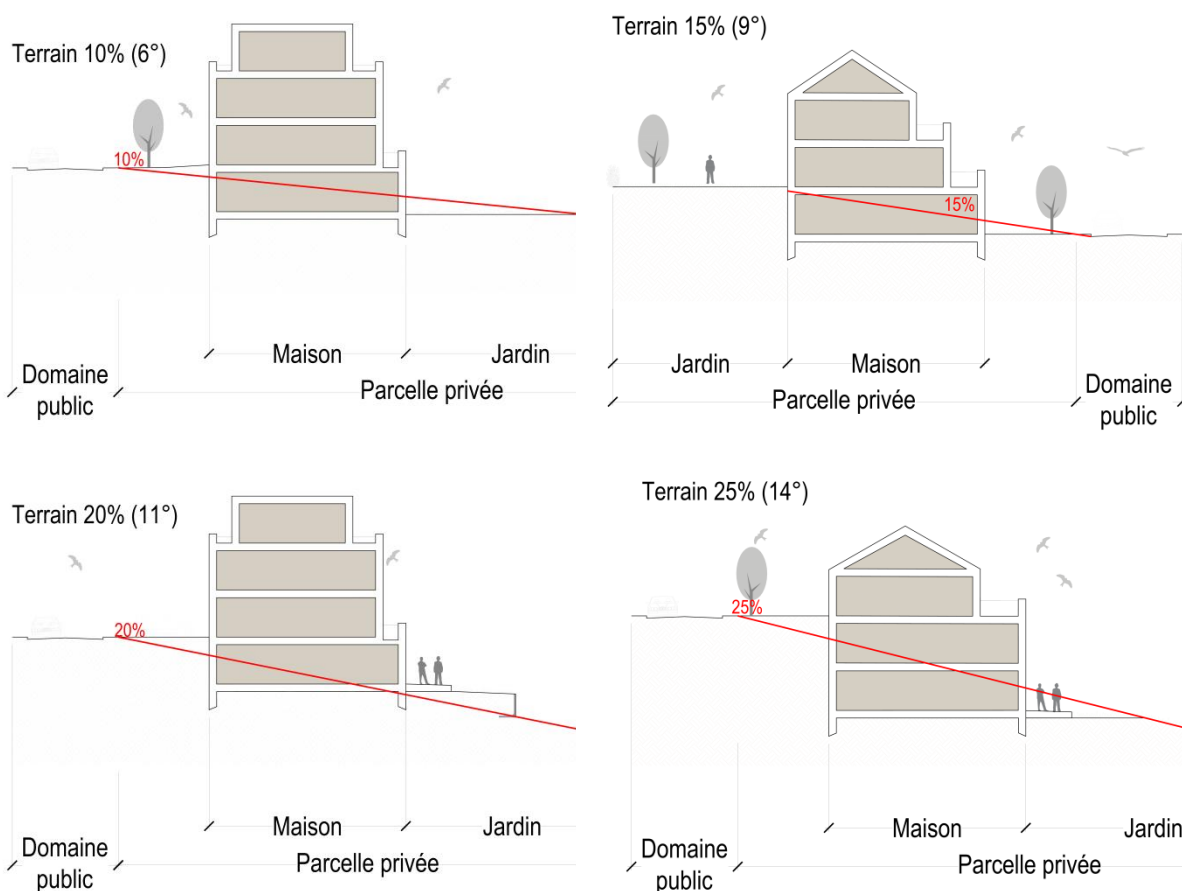 Terrain 10% (6°)
10%
Maison
Jardin
Domaine
public
Parcelle privée
Terrain 15% (9°)
15%
Jardin
Maison
Parcelle privée
Domaine
public
Terrain 20% (11°)
20%
Maison
Jardin
Domaine
public
Parcelle privée
Terrain 25% (14°)
25%
Maison
Jardin
Domaine
public
Parcelle privée